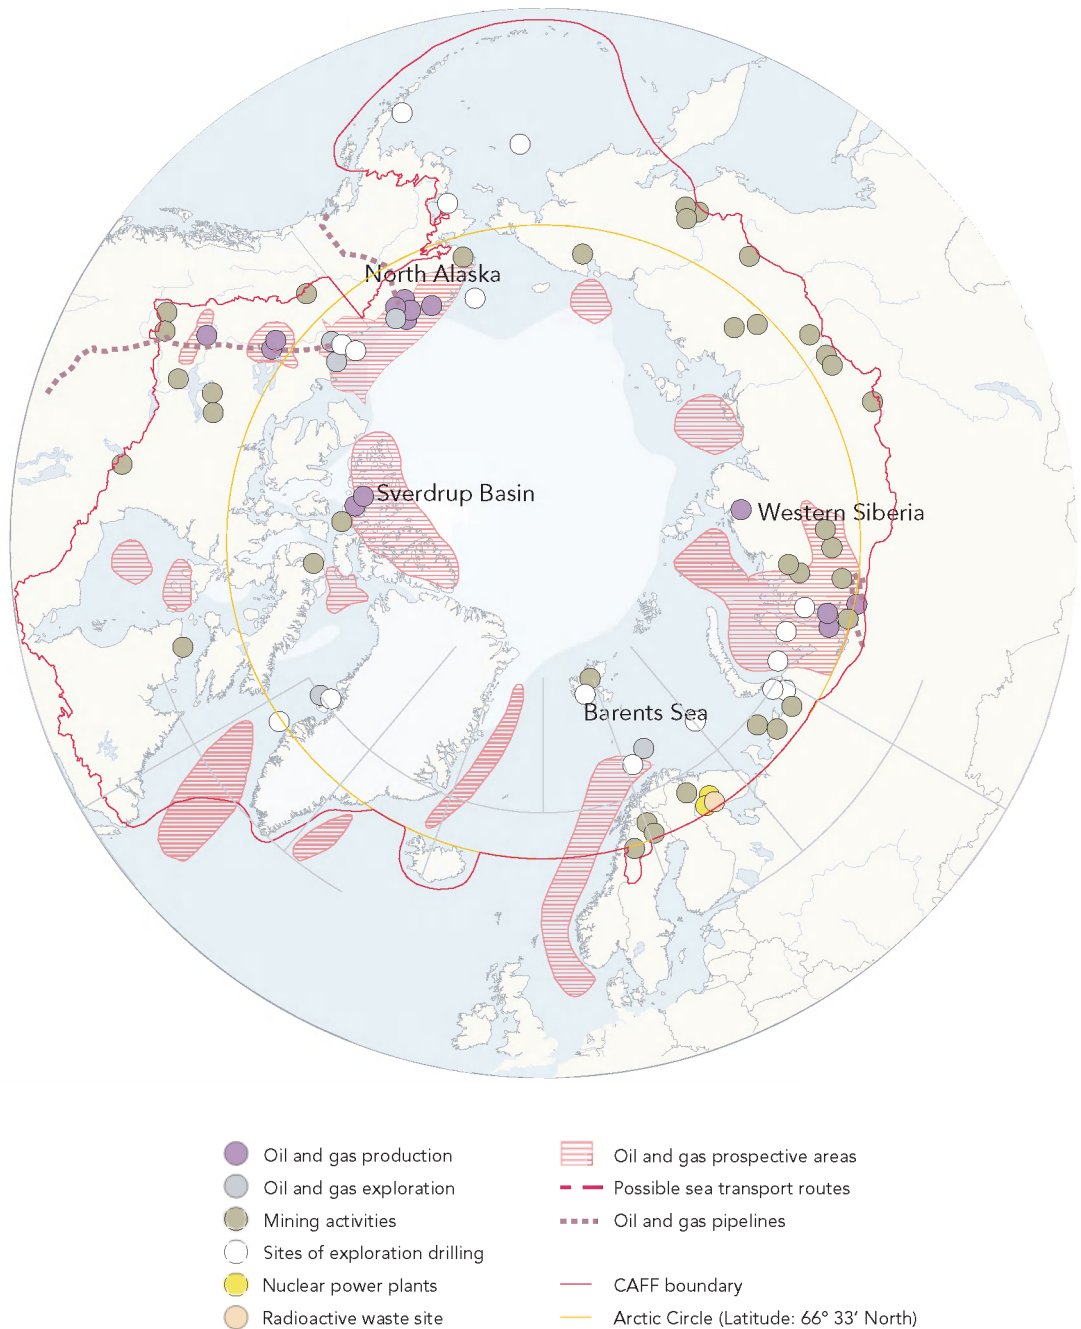 North Alaska
Sverdrup Basin
Western Siberia
Barents Sea
Oil and gas production
Oil and gas exploration
Mining activities
Sites of exploration drilling
Nuclear power plants
Radioactive waste site
Oil and gas prospective areas
Possible sea transport routes
Oil and gas pipelines
CAFF boundary
Arctic Circle (Latitude: 66° 33’ North)